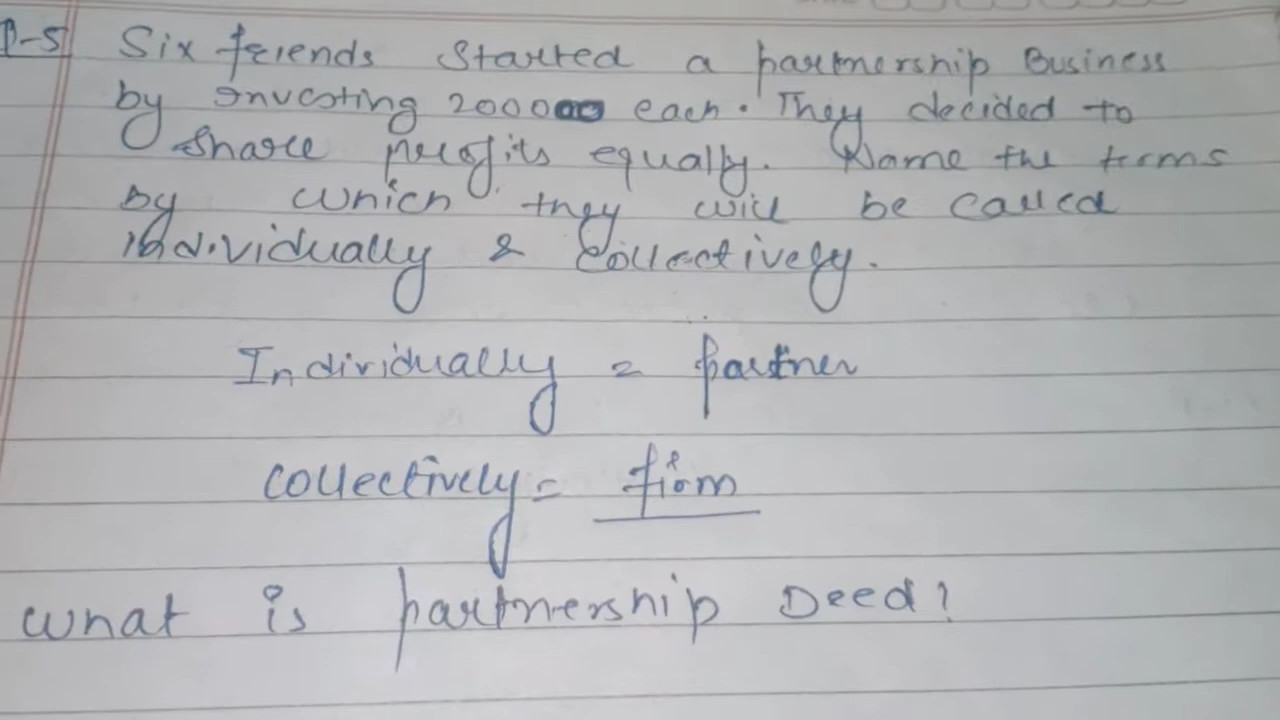 Q-5 Six friends started a partnership Business
by Investing 200000 each. They decided to
share profits equally. Name the terms
by which they will be called
individually & Collectively.
Individually = partner
collectively = firm
What is partnership Deed?